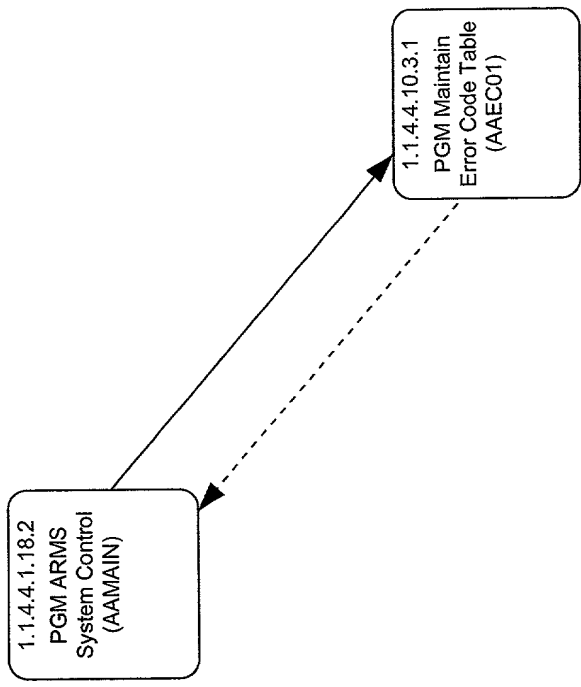 1.1.4.4.1.18.2
PGM ARMS
System Control
(AAMAIN)
1.1.4.4.10.3.1
PGM Maintain
Error Code Table
(AAEC01)